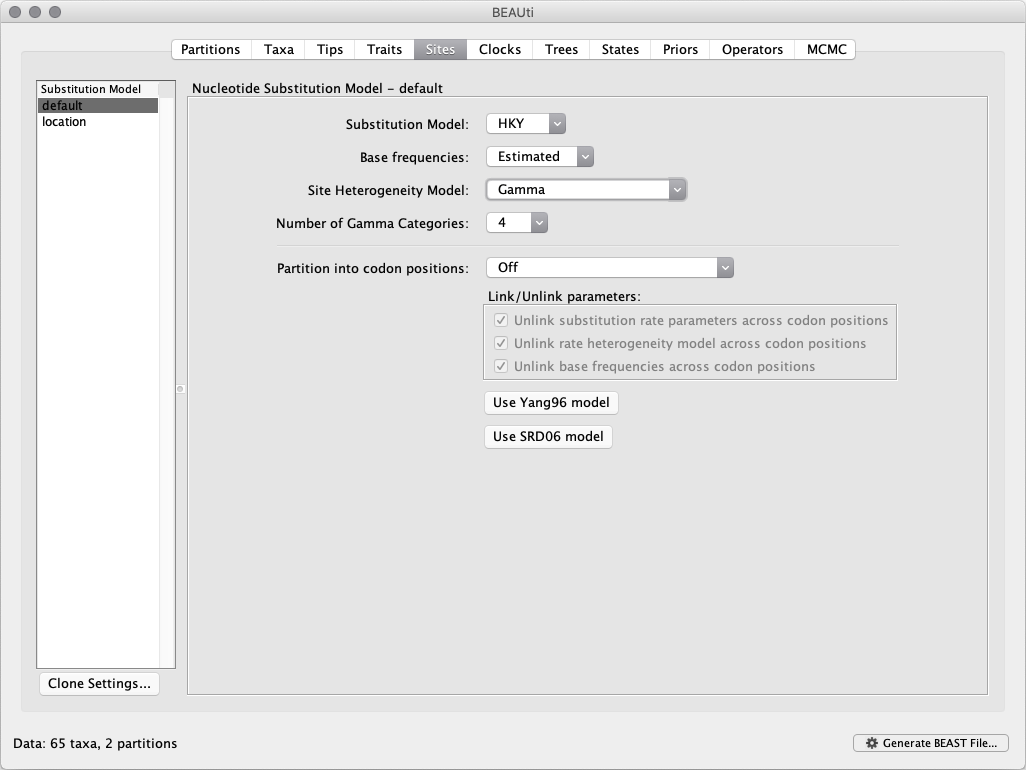 BEAUti
Partitions Taxa Tips Traits Sites Clocks Trees States Priors Operators MCMC
Substitution Model
default
location
Nucleotide Substitution Model – default
Substitution Model: HKY
Base frequencies: Estimated
Site Heterogeneity Model: Gamma
Number of Gamma Categories: 4
Partition into codon positions: Off
Link/Unlink parameters:
Unlink substitution rate parameters across codon positions
Unlink rate heterogeneity model across codon positions
Unlink base frequencies across codon positions
Use Yang96 model
Use SRD06 model
Clone Settings...
Data: 65 taxa, 2 partitions
Generate BEAST File...